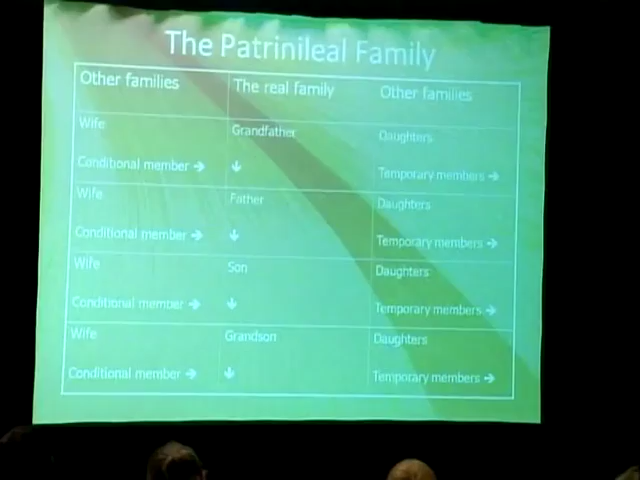 The Patrinileal Family
Other families The real family Other families
Wife Grandfather Daughters
Conditional member → ↓ Temporary members →
Wife Father Daughters
Conditional member → ↓ Temporary members →
Wife Son Daughters
Conditional member → ↓ Temporary members →
Wife Grandson Daughters
Conditional member → ↓ Temporary members →